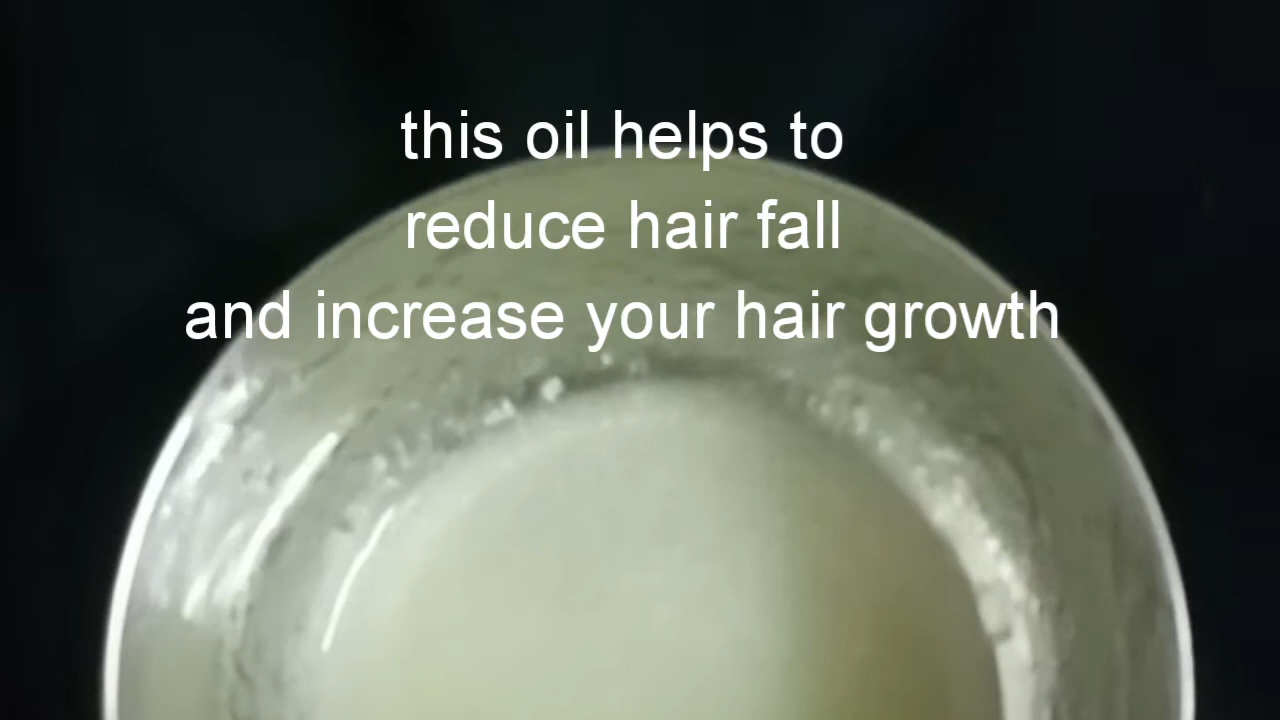 this oil helps to
reduce hair fall
and increase your hair growth